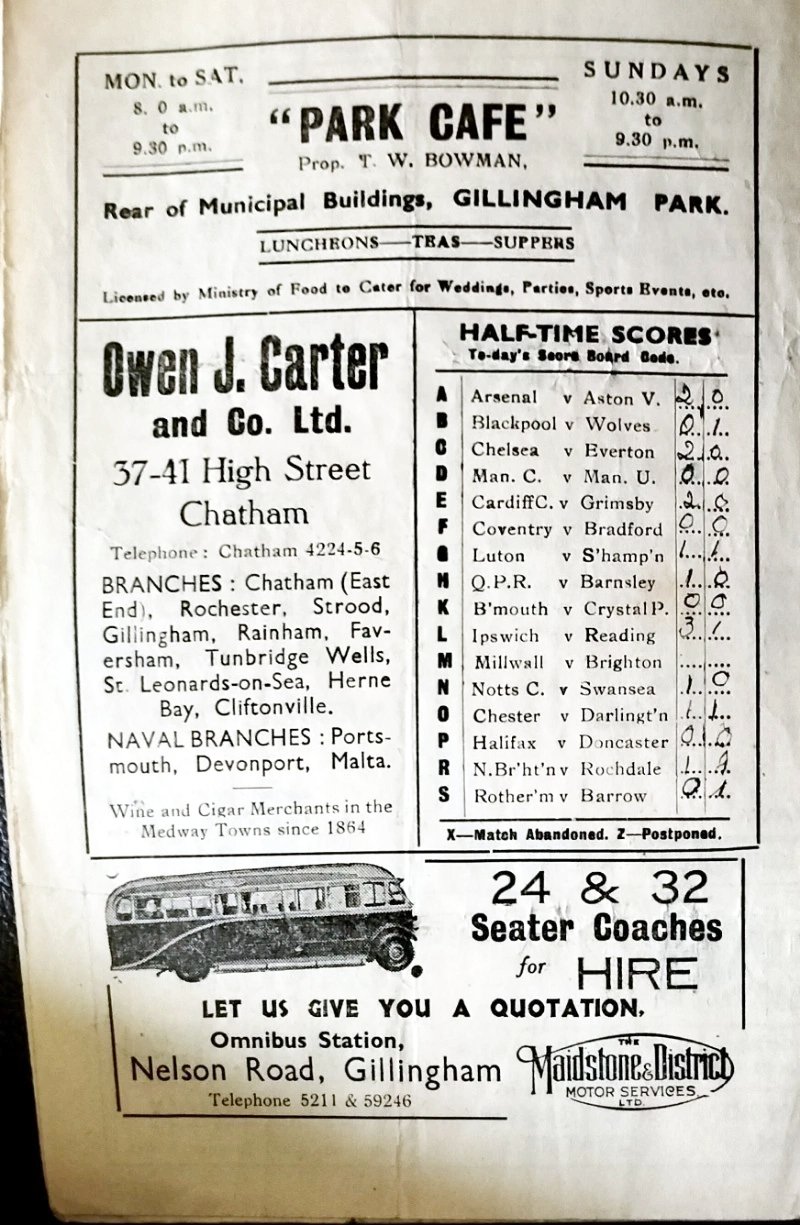 MON. to SAT.
8. 0 a.m.
to
9.30 p.m.
"PARK CAFE"
Prop. T. W. BOWMAN,
SUNDAYS
10.30 a.m.
to
9.30 p.m.
Rear of Municipal Buildings, GILLINGHAM PARK.
LUNCHEONS—TEAS—SUPPERS
Licensed by Ministry of Food to Cater for Weddings, Parties, Sports Events, etc.
Owen J. Carter
and Co. Ltd.
37-41 High Street
Chatham
Telephone: Chatham 4224-5-6
BRANCHES : Chatham (East
End), Rochester, Strood,
Gillingham, Rainham, Fav-
ersham, Tunbridge Wells,
St. Leonards-on-Sea, Herne
Bay, Cliftonville.
NAVAL BRANCHES : Ports-
mouth, Devonport, Malta.
Wine and Cigar Merchants in the
Medway Towns since 1864
HALF-TIME SCORES
To-day's Score Board Code.
A Arsenal v Aston V. 2 0
B Blackpool v Wolves 0 1
C Chelsea v Everton 2 0
D Man. C. v Man. U. 0 0
E Cardiff C. v Grimsby 2 0
F Coventry v Bradford 0 0
G Luton v S'hamp'n 1 1
H Q.P.R. v Barnsley 1 0
K B'mouth v Crystal P. 0 0
L Ipswich v Reading 3 1
M Millwall v Brighton
N Notts C. v Swansea 1 0
O Chester v Darlingt'n 1 1
P Halifax v Doncaster 0 0
R N.Br'ht'n v Rochdale 1
S Rother'm v Barrow 0 1
X—Match Abandoned. Z—Postponed.
24 & 32
Seater Coaches
for HIRE
LET US GIVE YOU A QUOTATION,
Omnibus Station,
Nelson Road, Gillingham
Telephone 5211 & 59246
THE
Maidstone & District
MOTOR SERVICES
LTD.